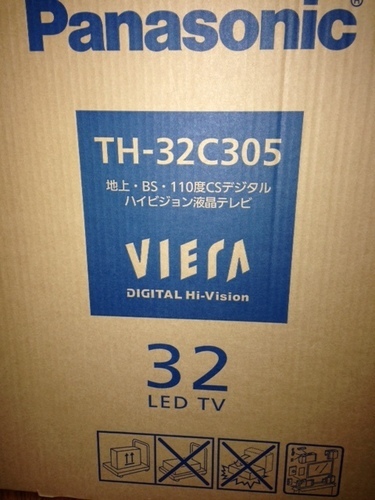 Panasonic®
TH-32C305
地上・BS・110度CSデジタル
ハイビジョン液晶テレビ
VIErA
DIGITAL Hi-Vision
32
LED TV